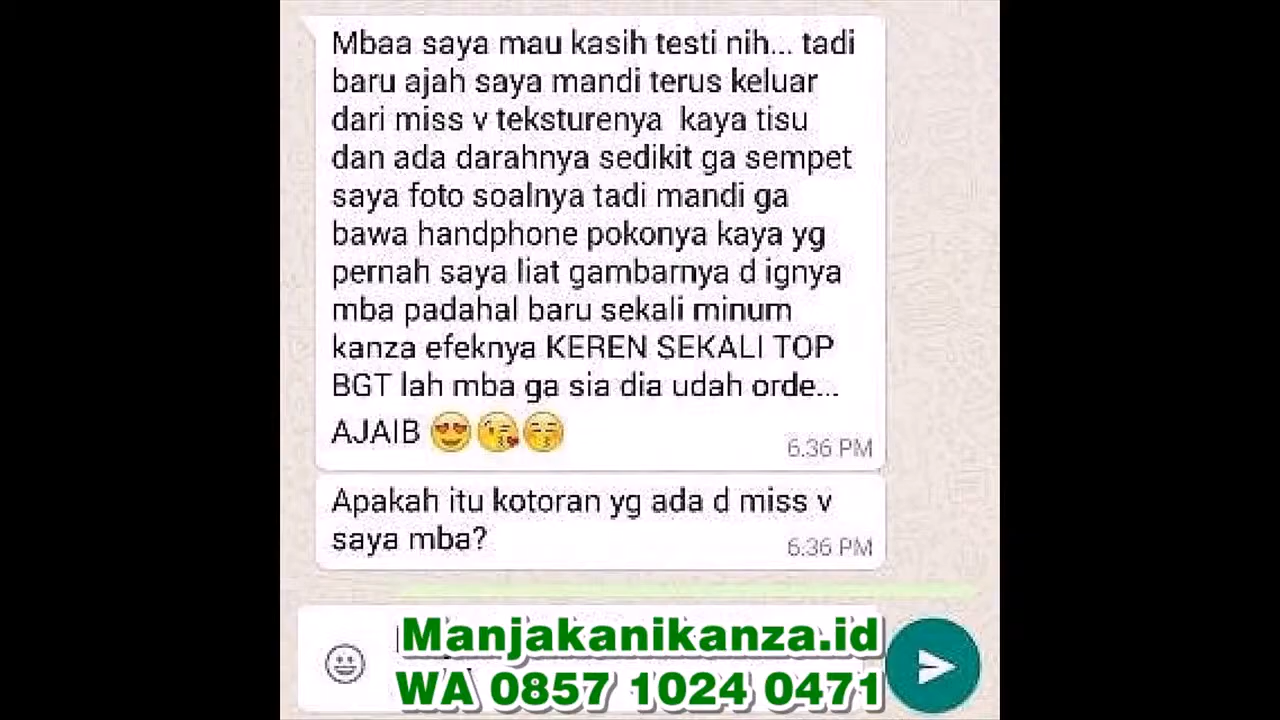 Mbaa saya mau kasih testi nih... tadi
baru ajah saya mandi terus keluar
dari miss v teksturenya kaya tisu
dan ada darahnya sedikit ga sempet
saya foto soalnya tadi mandi ga
bawa handphone pokonya kaya yg
pernah saya liat gambarnya d ignya
mba padahal baru sekali minum
kanza efeknya KEREN SEKALI TOP
BGT lah mba ga sia dia udah orde...
AJAIB 😍😘😚
6.36 PM
Apakah itu kotoran yg ada d miss v
saya mba?
6.36 PM
Manjakanikanza.id
WA 0857 1024 0471